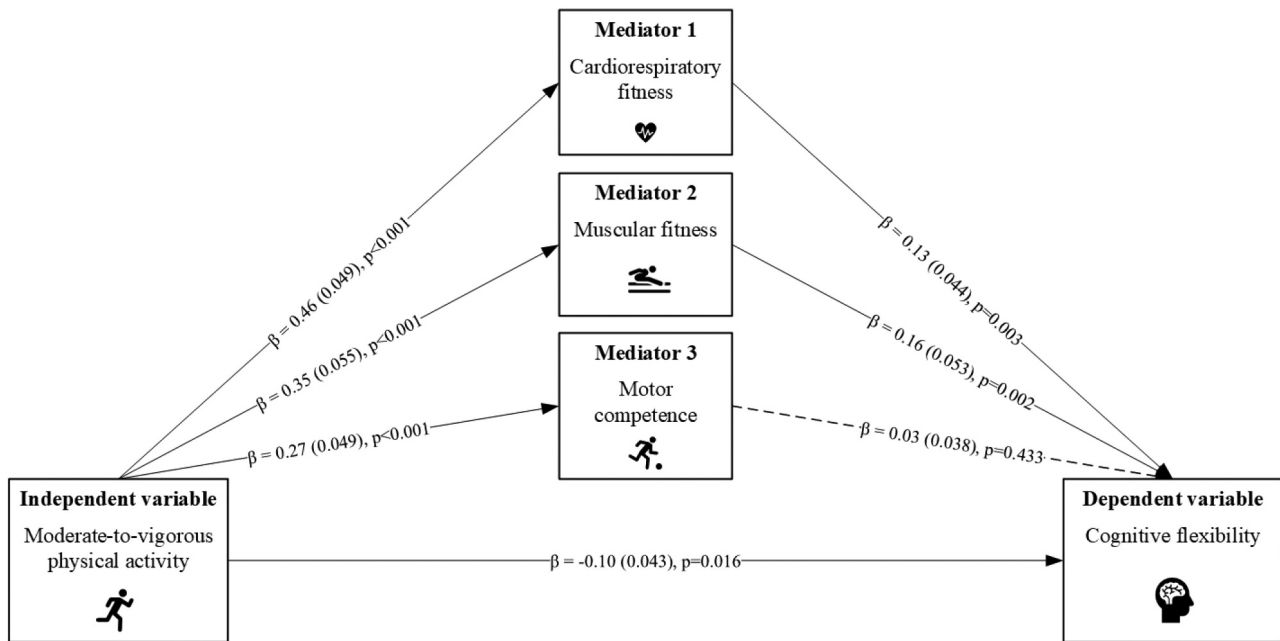 Mediator 1
Cardiorespiratory
fitness
Mediator 2
Muscular fitness
Mediator 3
Motor
competence
β = 0.46 (0.049), p<0.001
β = 0.35 (0.055), p<0.001
β = 0.27 (0.049), p<0.001
β = 0.13 (0.044), p=0.003
β = 0.16 (0.053), p=0.002
β = 0.03 (0.038), p=0.433
Independent variable
Moderate-to-vigorous
physical activity
β = -0.10 (0.043), p=0.016
Dependent variable
Cognitive flexibility